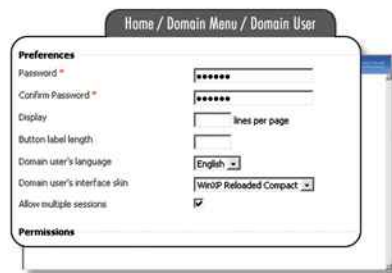 Home / Domain Menu / Domain User
Preferences
Password *
••••••
Confirm Password *
••••••
Display lines per page
Button label length
Domain user's language English
Domain user's interface skin WinXP Reloaded Compact
Allow multiple sessions
Permissions